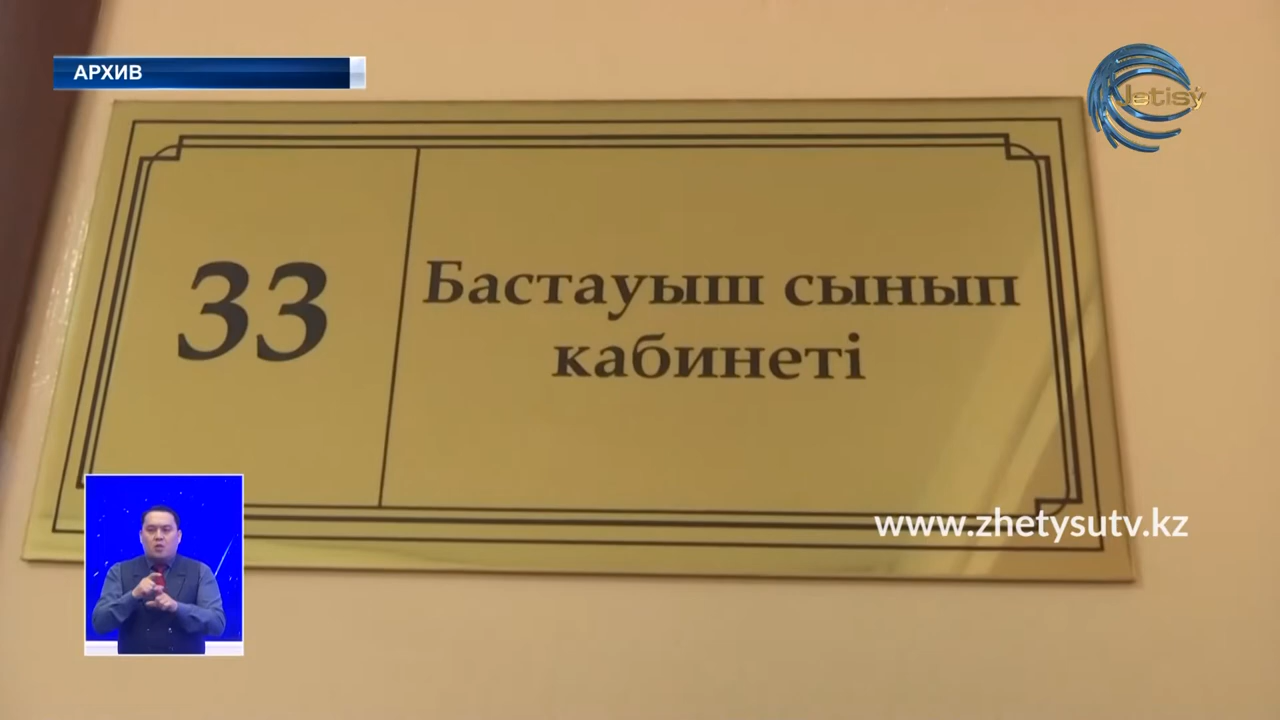 АРХИВ
Jetisý
33
Бастауыш сынып
кабинеті
www.zhetysutv.kz